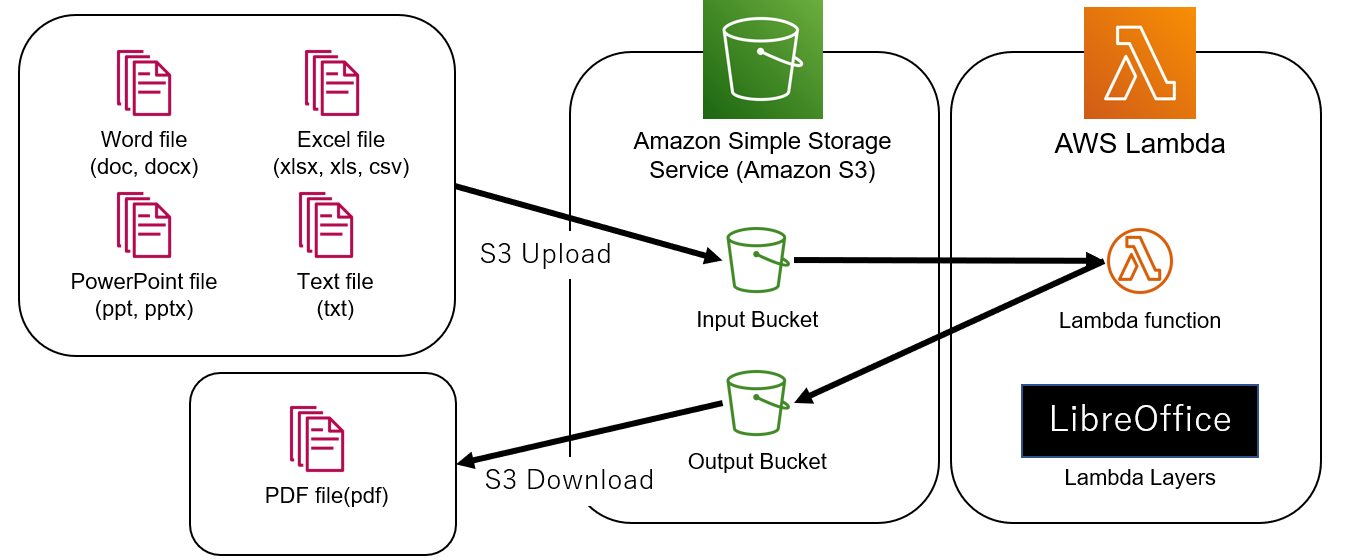 Word file
(doc, docx)
Excel file
(xlsx, xls, csv)
PowerPoint file
(ppt, pptx)
Text file
(txt)
S3 Upload
Amazon Simple Storage
Service (Amazon S3)
Input Bucket
Output Bucket
AWS Lambda
Lambda function
LibreOffice
Lambda Layers
S3 Download
PDF file(pdf)